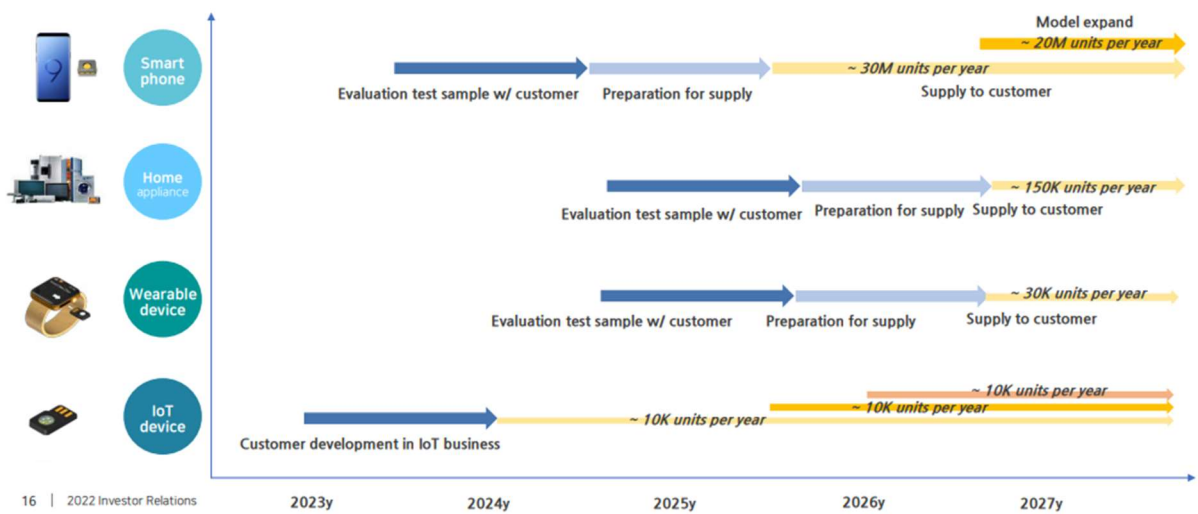 Model expand
~ 20M units per year
Smart
phone
~ 30M units per year
Evaluation test sample w/ customer
Preparation for supply
Supply to customer
Home
appliance
~ 150K units per year
Evaluation test sample w/ customer
Preparation for supply
Supply to customer
Wearable
device
~ 30K units per year
Evaluation test sample w/ customer
Preparation for supply
Supply to customer
IoT
device
~ 10K units per year
~ 10K units per year
~ 10K units per year
Customer development in IoT business
2023y
2024y
2025y
2026y
2027y
16 | 2022 Investor Relations